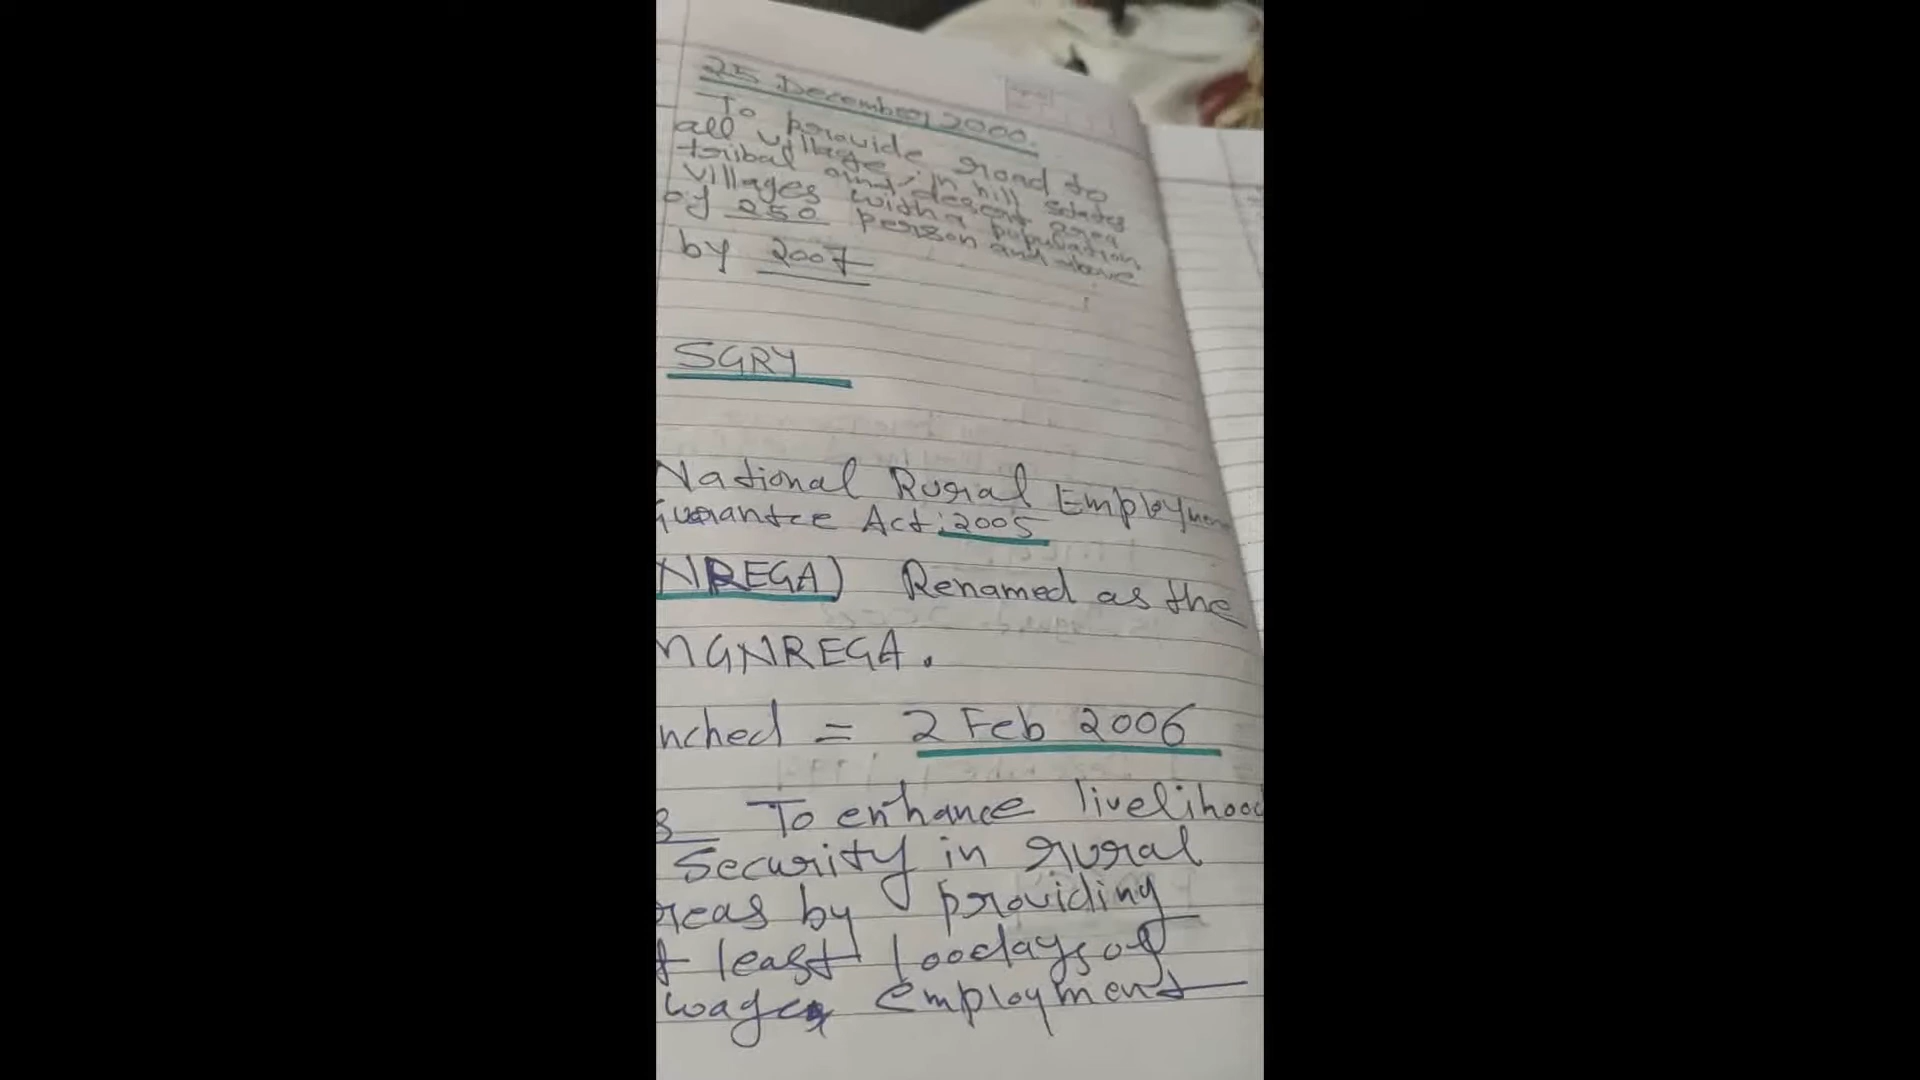 25 December, 2000.
To provide road to
all village in hill states
tribal and desert area
villages with a population
of 250 person and above
by 2007
SGRY
National Rural Employmen
Guarantee Act: 2005
NREGA) Renamed as the
MGNREGA.
nched = 2 Feb 2006
To enhance livelihood
Security in rural
reas by providing
t least 100 days of
wages employment